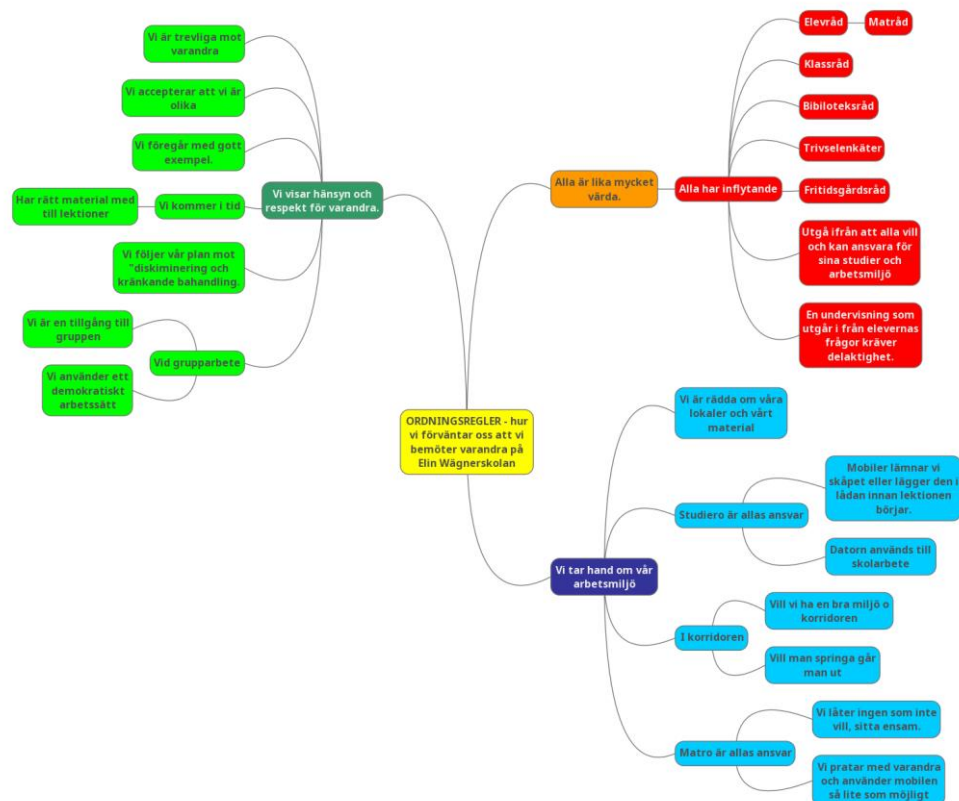 Vi är trevliga mot
varandra
Vi accepterar att vi är
olika
Vi föregår med gott
exempel.
Har rätt material med
till lektioner
Vi kommer i tid
Vi följer vår plan mot
"diskiminering och
kränkande bahandling.
Vi är en tillgång till
gruppen
Vi använder ett
demokratiskt
arbetssätt
Vid grupparbete
Vi visar hänsyn och
respekt för varandra.
ORDNINGSREGLER - hur
vi förväntar oss att vi
bemöter varandra på
Elin Wägnerskolan
Alla är lika mycket
värda.
Alla har inflytande
Elevråd
Matråd
Klassråd
Bibiloteksråd
Trivselenkäter
Fritidsgårdsråd
Utgå ifrån att alla vill
och kan ansvara för
sina studier och
arbetsmiljö
En undervisning som
utgår i från elevernas
frågor kräver
delaktighet.
Vi tar hand om vår
arbetsmiljö
Vi är rädda om våra
lokaler och vårt
material
Studiero är allas ansvar
Mobiler lämnar vi i
skåpet eller lägger den i
lådan innan lektionen
börjar.
Datorn används till
skolarbete
I korridoren
Vill vi ha en bra miljö o
korridoren
Vill man springa går
man ut
Matro är allas ansvar
Vi låter ingen som inte
vill, sitta ensam.
Vi pratar med varandra
och använder mobilen
så lite som möjligt